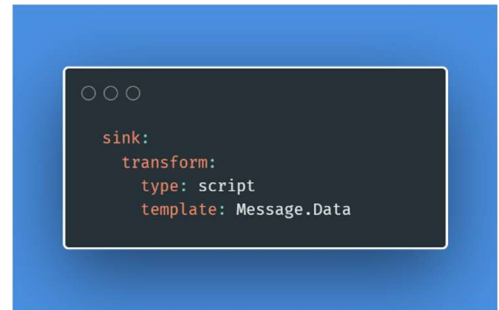 sink:
  transform:
    type: script
    template: Message.Data